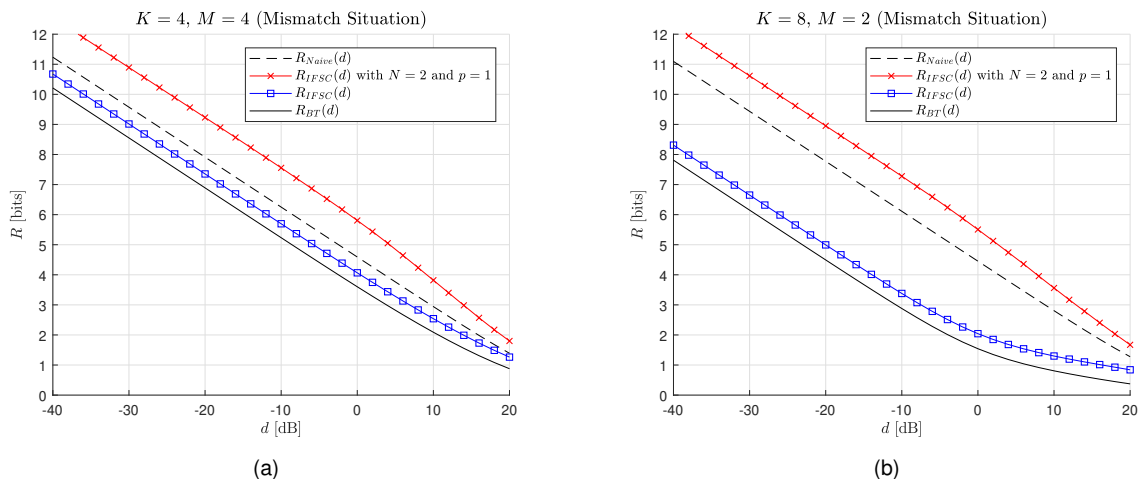 K = 4, M = 4 (Mismatch Situation)
12
11
10
9
8
7
6
5
4
3
2
1
0
R [bits]
R_Naive(d)
R_IFSC(d) with N = 2 and p = 1
R_IFSC(d)
R_BT(d)
-40 -30 -20 -10 0 10 20
d [dB]
(a)
K = 8, M = 2 (Mismatch Situation)
12
11
10
9
8
7
6
5
4
3
2
1
0
R [bits]
R_Naive(d)
R_IFSC(d) with N = 2 and p = 1
R_IFSC(d)
R_BT(d)
-40 -30 -20 -10 0 10 20
d [dB]
(b)